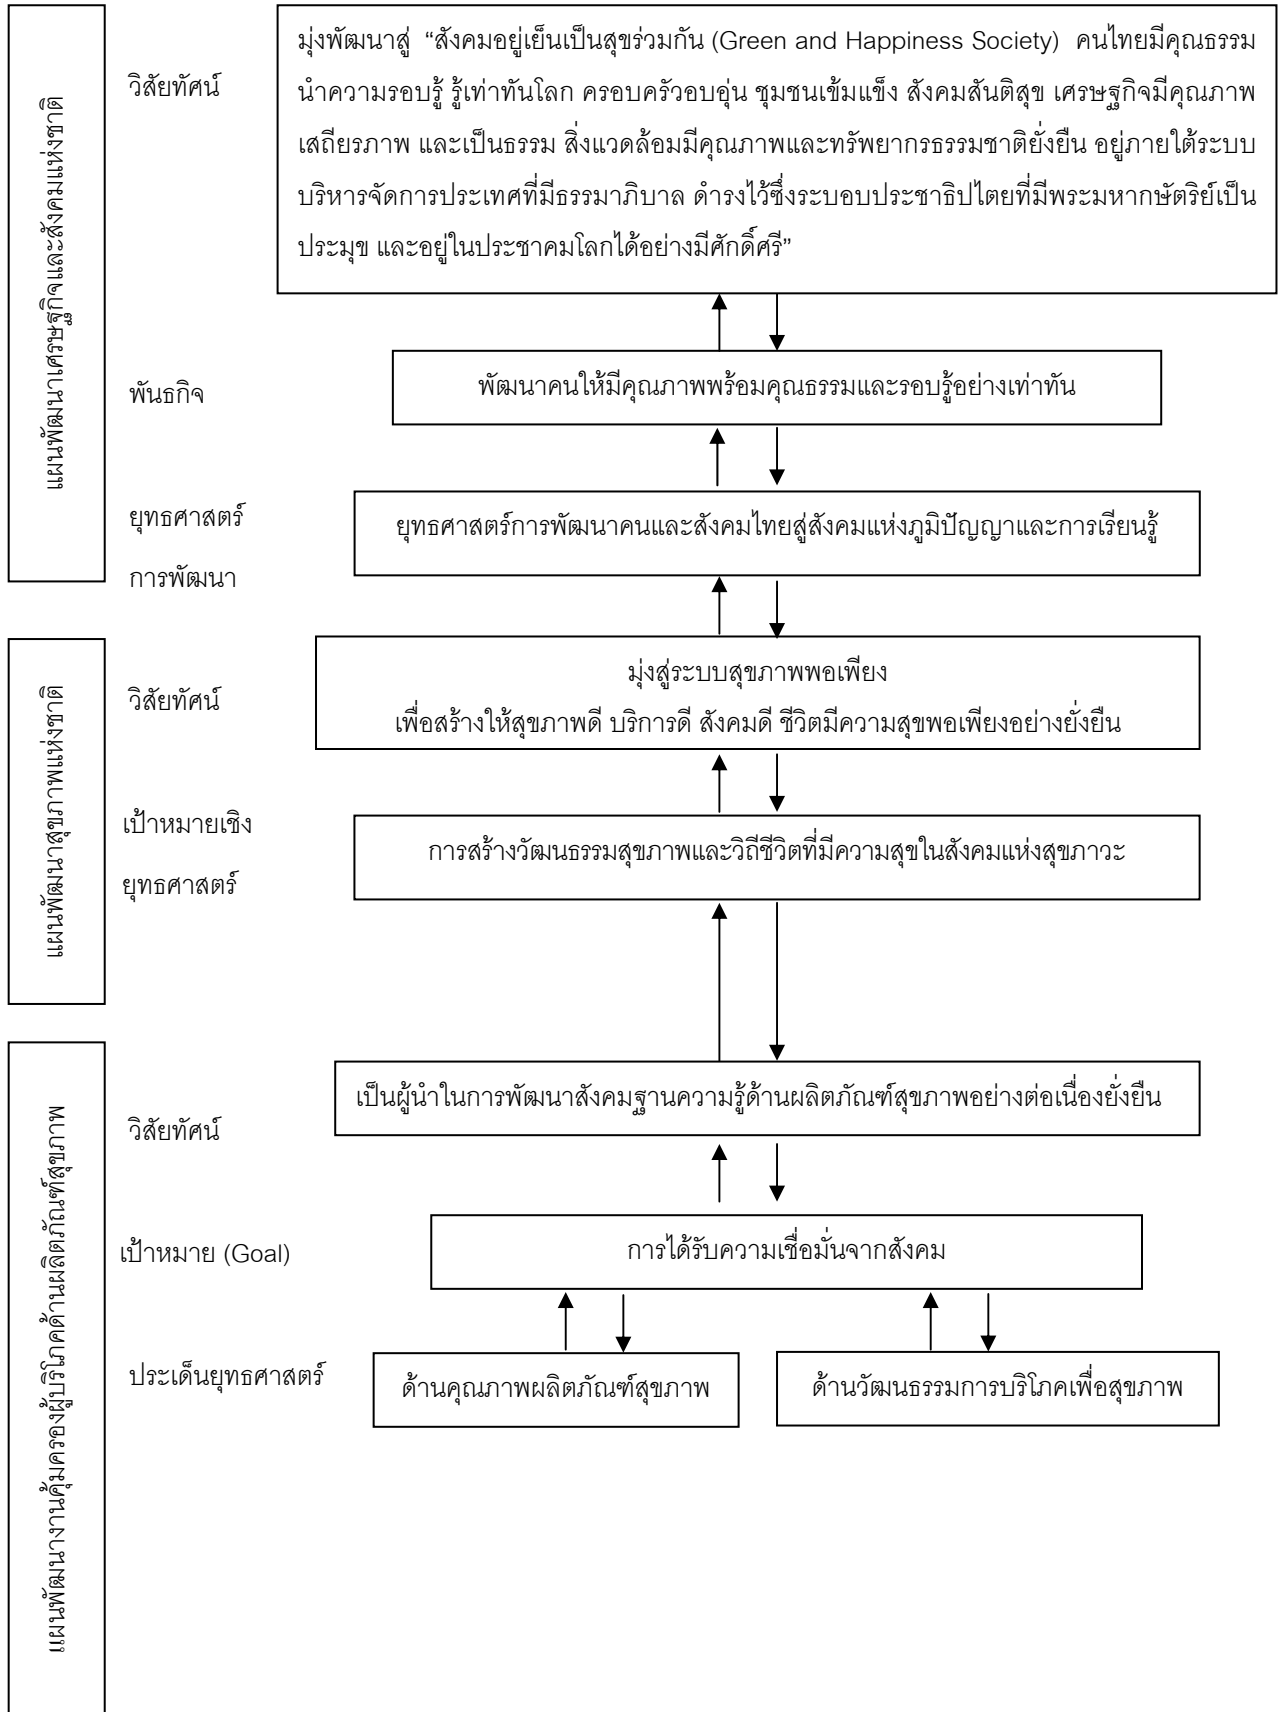 แผนพัฒนาเศรษฐกิจและสังคมแห่งชาติ
วิสัยทัศน์
มุ่งพัฒนาสู่ “สังคมอยู่เย็นเป็นสุขร่วมกัน (Green and Happiness Society) คนไทยมีคุณธรรม
นำความรอบรู้ รู้เท่าทันโลก ครอบครัวอบอุ่น ชุมชนเข้มแข็ง สังคมสันติสุข เศรษฐกิจมีคุณภาพ
เสถียรภาพ และเป็นธรรม สิ่งแวดล้อมมีคุณภาพและทรัพยากรธรรมชาติยั่งยืน อยู่ภายใต้ระบบ
บริหารจัดการประเทศที่มีธรรมาภิบาล ดำรงไว้ซึ่งระบอบประชาธิปไตยที่มีพระมหากษัตริย์เป็น
ประมุข และอยู่ในประชาคมโลกได้อย่างมีศักดิ์ศรี”
พันธกิจ
พัฒนาคนให้มีคุณภาพพร้อมคุณธรรมและรอบรู้อย่างเท่าทัน
ยุทธศาสตร์
การพัฒนา
ยุทธศาสตร์การพัฒนาคนและสังคมไทยสู่สังคมแห่งภูมิปัญญาและการเรียนรู้
แผนพัฒนาสุขภาพแห่งชาติ
วิสัยทัศน์
มุ่งสู่ระบบสุขภาพพอเพียง
เพื่อสร้างให้สุขภาพดี บริการดี สังคมดี ชีวิตมีความสุขพอเพียงอย่างยั่งยืน
เป้าหมายเชิง
ยุทธศาสตร์
การสร้างวัฒนธรรมสุขภาพและวิถีชีวิตที่มีความสุขในสังคมแห่งสุขภาวะ
แผนพัฒนางานคุ้มครองผู้บริโภคด้านผลิตภัณฑ์สุขภาพ
วิสัยทัศน์
เป็นผู้นำในการพัฒนาสังคมฐานความรู้ด้านผลิตภัณฑ์สุขภาพอย่างต่อเนื่องยั่งยืน
เป้าหมาย (Goal)
การได้รับความเชื่อมั่นจากสังคม
ประเด็นยุทธศาสตร์
ด้านคุณภาพผลิตภัณฑ์สุขภาพ
ด้านวัฒนธรรมการบริโภคเพื่อสุขภาพ